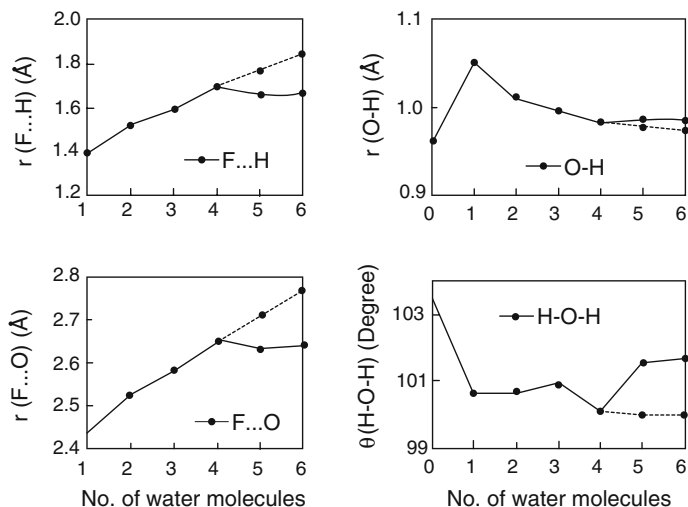 r (F...H) (Å)
2.0
1.8
1.6
1.4
1.2
F...H
1 2 3 4 5 6
r (O-H) (Å)
1.1
1.0
0.9
O-H
0 1 2 3 4 5 6
r (F...O) (Å)
2.8
2.7
2.6
2.5
2.4
F...O
1 2 3 4 5 6
No. of water molecules
θ(H-O-H) (Degree)
103
101
99
H-O-H
0 1 2 3 4 5 6
No. of water molecules